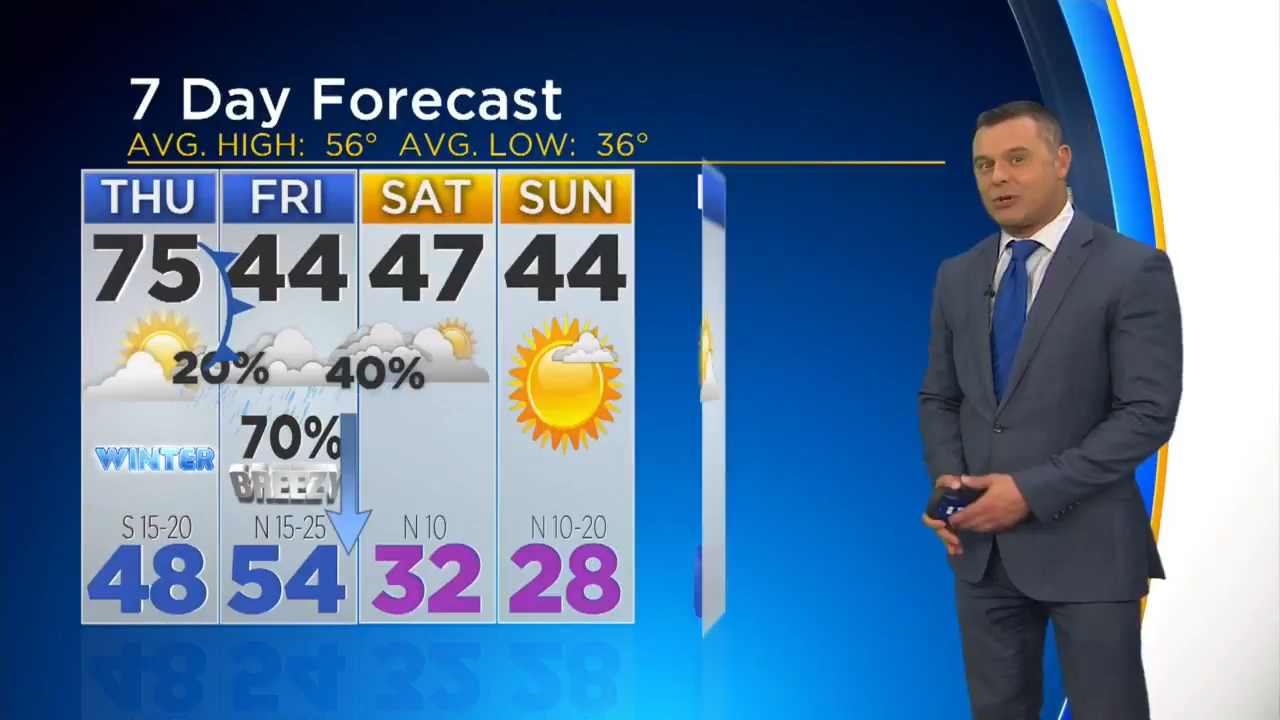 7 Day Forecast
AVG. HIGH: 56° AVG. LOW: 36°
THU FRI SAT SUN
75 44 47 44
20% 40%
70%
WINTER
BREEZY
S 15-20 N 15-25 N 10 N 10-20
48 54 32 28